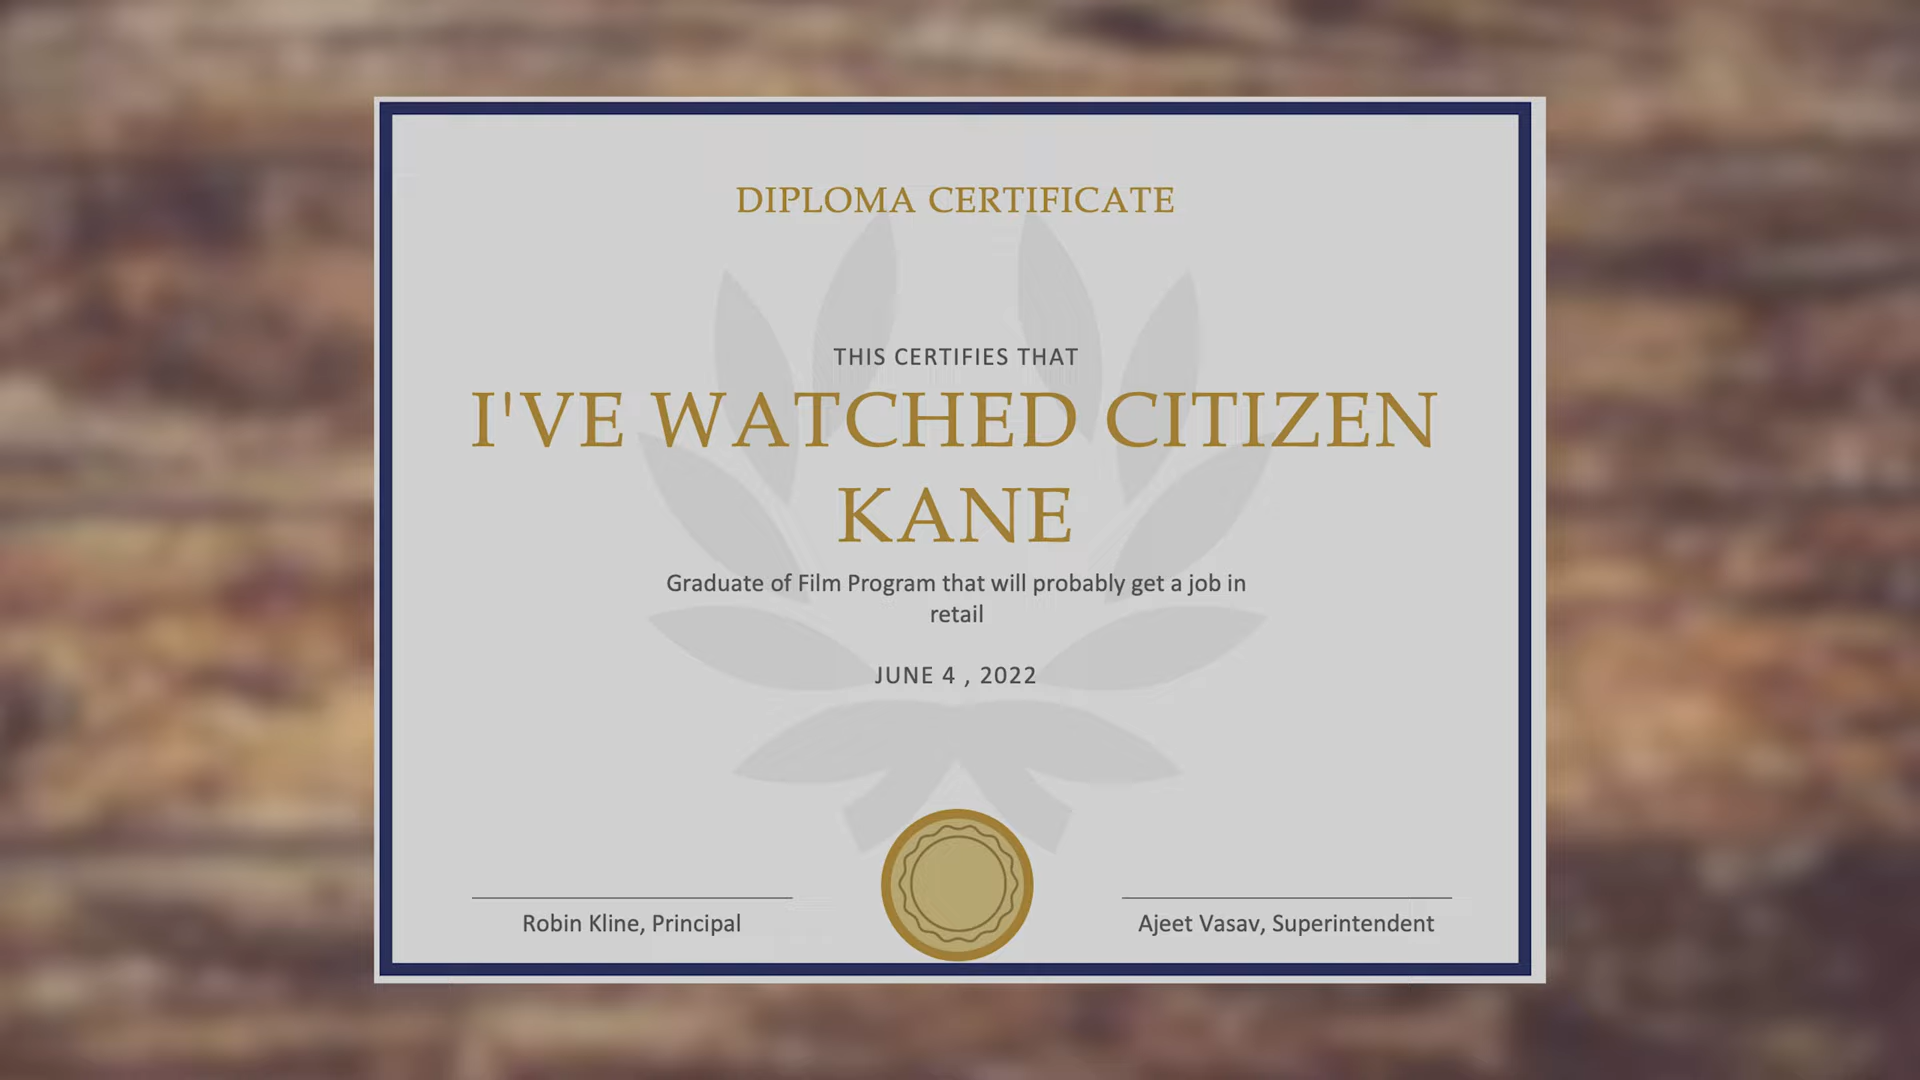 DIPLOMA CERTIFICATE
THIS CERTIFIES THAT
I'VE WATCHED CITIZEN
KANE
Graduate of Film Program that will probably get a job in
retail
JUNE 4 , 2022
Robin Kline, Principal
Ajeet Vasav, Superintendent